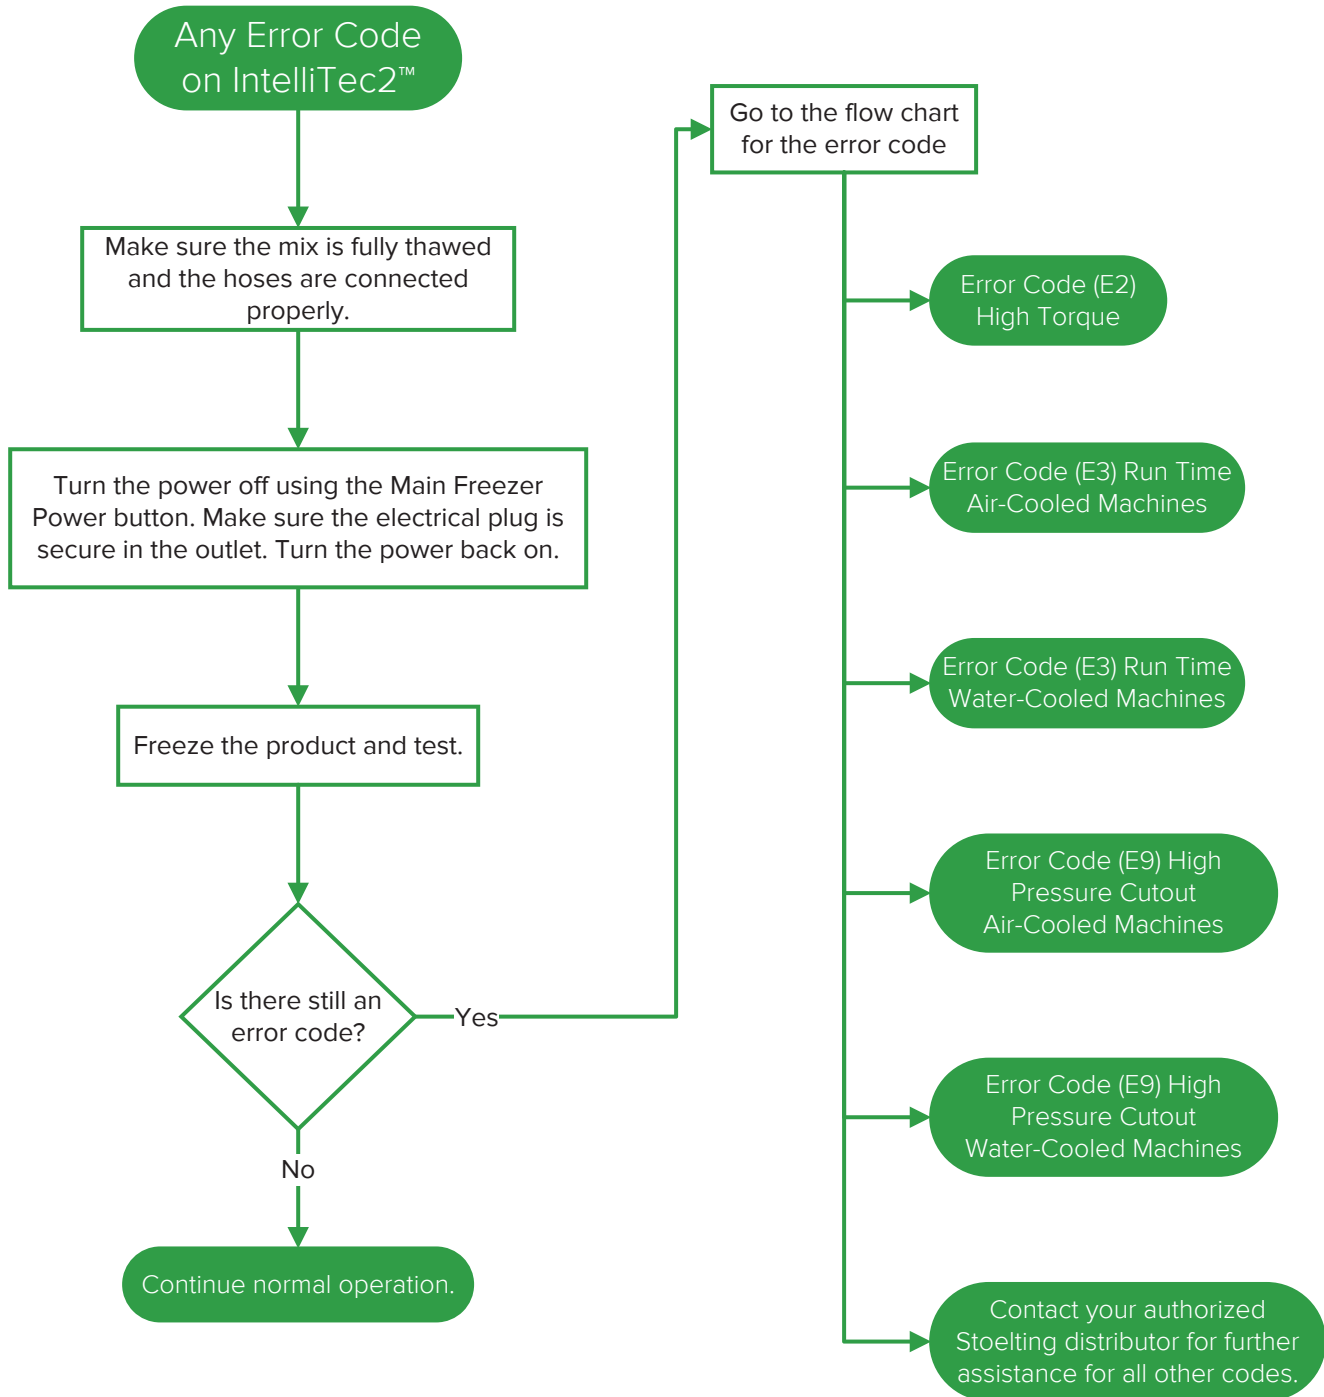 Any Error Code
on IntelliTec2™
Make sure the mix is fully thawed
and the hoses are connected
properly.
Turn the power off using the Main Freezer
Power button. Make sure the electrical plug is
secure in the outlet. Turn the power back on.
Freeze the product and test.
Is there still an
error code?
Yes
No
Continue normal operation.
Go to the flow chart
for the error code
Error Code (E2)
High Torque
Error Code (E3) Run Time
Air-Cooled Machines
Error Code (E3) Run Time
Water-Cooled Machines
Error Code (E9) High
Pressure Cutout
Air-Cooled Machines
Error Code (E9) High
Pressure Cutout
Water-Cooled Machines
Contact your authorized
Stoelting distributor for further
assistance for all other codes.